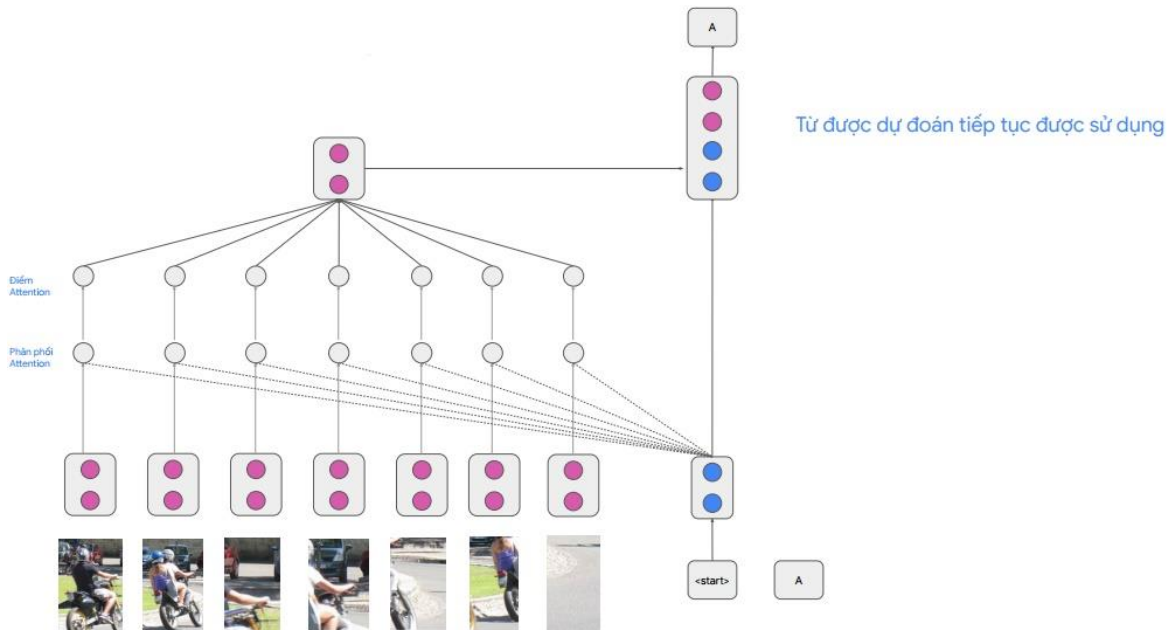 A
Từ được dự đoán tiếp tục được sử dụng
Điểm
Attention
Phân phối
Attention
<start>
A